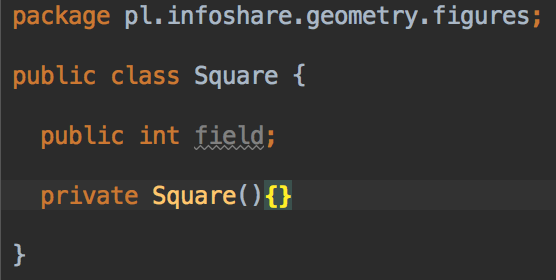 package pl.infoshare.geometry.figures;
public class Square {
public int field;
private Square(){}
}